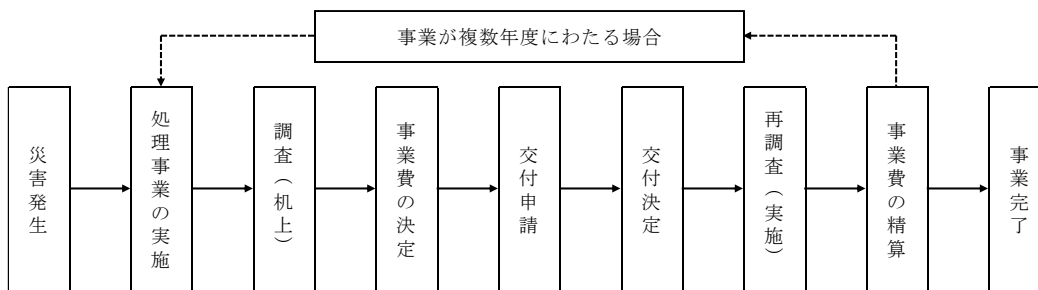 事業が複数年度にわたる場合
災害発生
処理事業の実施
調査（机上）
事業費の決定
交付申請
交付決定
再調査（実施）
事業費の精算
事業完了